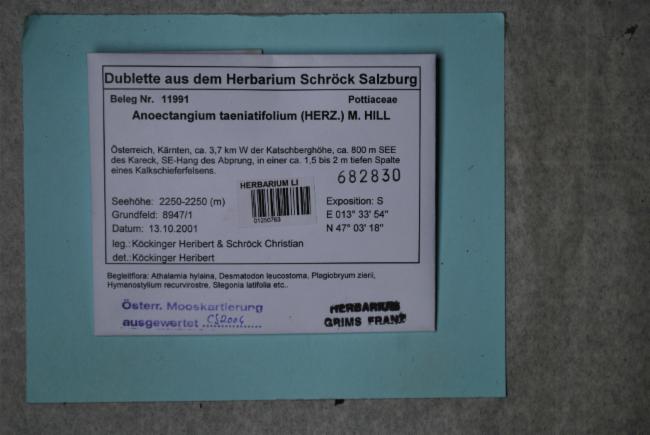 Dublette aus dem Herbarium Schröck Salzburg
Beleg Nr. 11991 Pottiaceae
Anoectangium taeniatifolium (HERZ.) M. HILL
Österreich, Kärnten, ca. 3,7 km W der Katschberghöhe, ca. 800 m SEE
des Kareck, SE-Hang des Abprung, in einer ca. 1,5 bis 2 m tiefen Spalte
eines Kalkschieferfelsens.
682830
HERBARIUM LI
01250763
Seehöhe: 2250-2250 (m) Exposition: S
Grundfeld: 8947/1 E 013° 33' 54"
Datum: 13.10.2001 N 47° 03' 18"
leg.: Köckinger Heribert & Schröck Christian
det.: Köckinger Heribert
Begleitflora: Athalamia hylaina, Desmatodon leucostoma, Plagiobryum zierii,
Hymenostylium recurvirostre, Stegonia latifolia etc..
Österr. Mooskartierung
ausgewertet CS2004
HERBARIUM
GRIMS FRANZ